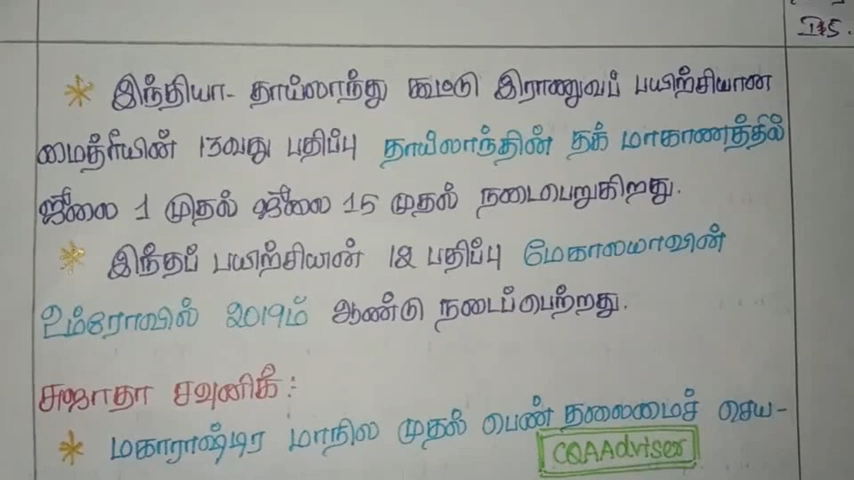 * இந்தியா- தாய்லாந்து கூட்டு இராணுவப் பயிற்சியான
மைத்ரீயின் 13வது பதிப்பு தாய்லாந்தின் தக் மாகாணத்தில்
ஜீலை 1 முதல் ஜீலை 15 முதல் நடைபெறுகிறது.
* இந்தப் பயிற்சியின் 12 பதிப்பு மேகாலயாவின்
உம்ரோவில் 2019ம் ஆண்டு நடைப்பெற்றது.
சுஜாதா சவுனிக் :
* மகாராஷ்டிர மாநில முதல் பெண் தலைமைச் செய-
CQAAdviser